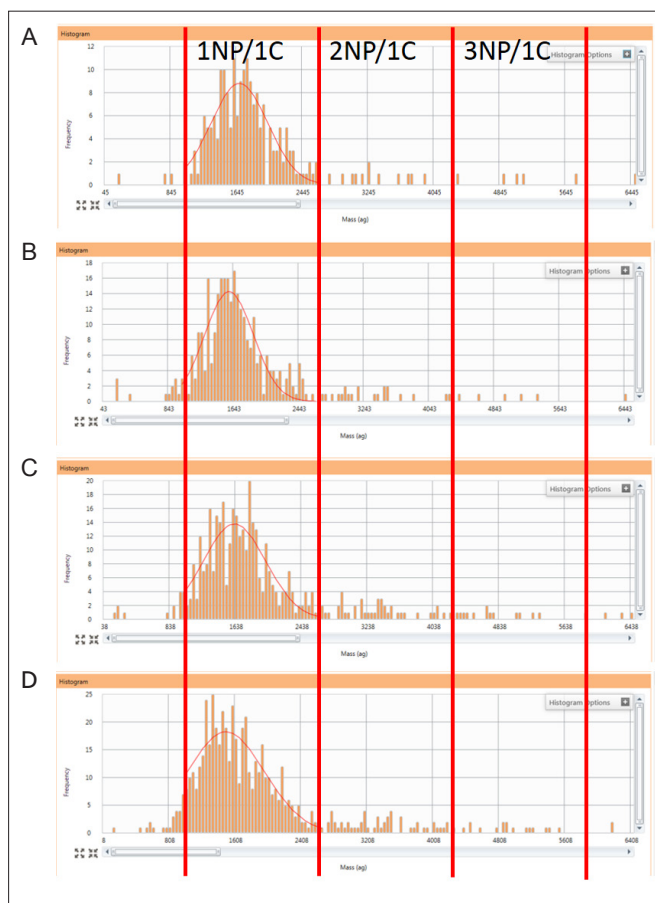 A
Histogram
1NP/1C 2NP/1C 3NP/1C
Histogram Options
12
10
8
6
4
2
0
Frequency
45 845 1645 2445 3245 4045 4845 5645 6445
Mass (ag)
B
Histogram
Histogram Options
18
16
14
12
10
8
6
4
2
0
Frequency
43 843 1643 2443 3243 4043 4843 5643 6443
Mass (ag)
C
Histogram
Histogram Options
20
18
16
14
12
10
8
6
4
2
0
Frequency
38 838 1638 2438 3238 4038 4838 5638 6438
Mass (ag)
D
Histogram
Histogram Options
25
20
15
10
5
0
Frequency
8 808 1608 2408 3208 4008 4808 5608 6408
Mass (ag)